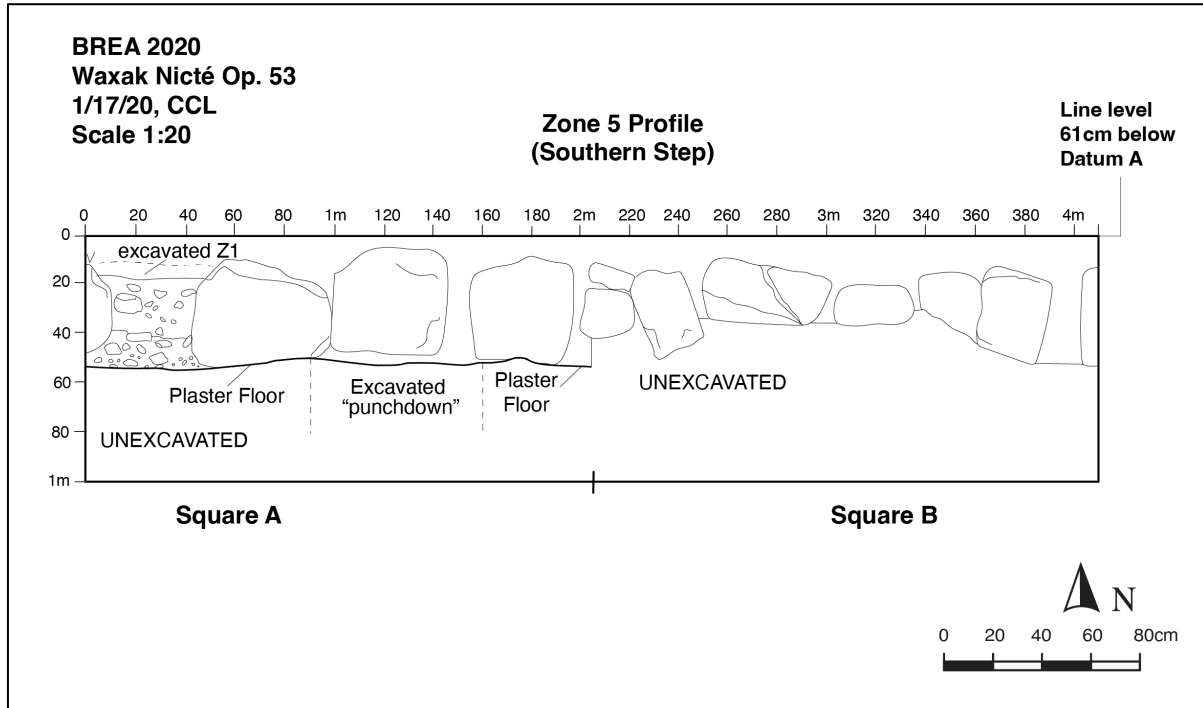 BREA 2020
Waxak Nicté Op. 53
1/17/20, CCL
Scale 1:20
Zone 5 Profile
(Southern Step)
Line level
61cm below
Datum A
0 20 40 60 80 1m 120 140 160 180 2m 220 240 260 280 3m 320 340 360 380 4m
0
excavated Z1
20
40
60
Plaster Floor
Excavated
“punchdown”
Plaster
Floor
UNEXCAVATED
80
UNEXCAVATED
1m
Square A
Square B
N
0 20 40 60 80cm